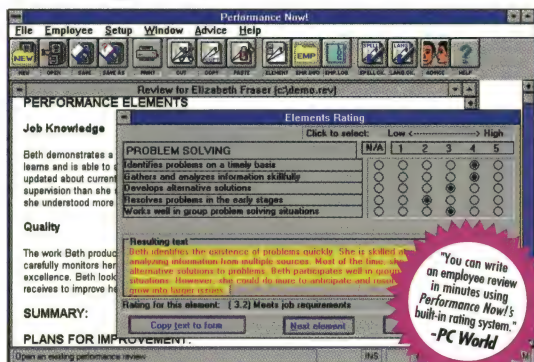 Performance Now!
File Employee Setup Window Advice Help
NEW OPEN SAVE SAVE AS PRINT CUT COPY PASTE ELEMENT EMP.INFO EMP.LOG SPELL CK. LANG CK. ADVICE HELP
Review for Elizabeth Fraser [c:\demo.rev]
PERFORMANCE ELEMENTS
Job Knowledge
Beth demonstrates a
learns and is able to
updated about current
supervision than she
she understood more
Quality
The work Beth produc
carefully monitors her
excellence. Beth look
receives to improve he
SUMMARY:
PLANS FOR IMPROVEMENT:
Open an existing performance review INS
Elements Rating
Click to select: Low <------------> High
PROBLEM SOLVING N/A 1 2 3 4 5
Identifies problems on a timely basis
Gathers and analyzes information skillfully
Develops alternative solutions
Resolves problems in the early stages
Works well in group problem solving situations
Resulting text
Beth identifies the existence of problems quickly. She is skilled at
analyzing information from multiple sources. Most of the time, she
alternative solutions to problems. Beth participates well in group
situations. However, she could do more to anticipate and
grow into larger issues.
Rating for this element: ( 3.2) Meets job requirements
Copy text to form Next element
"You can write
an employee review
in minutes using
Performance Now!'s
built-in rating system."
-PC World